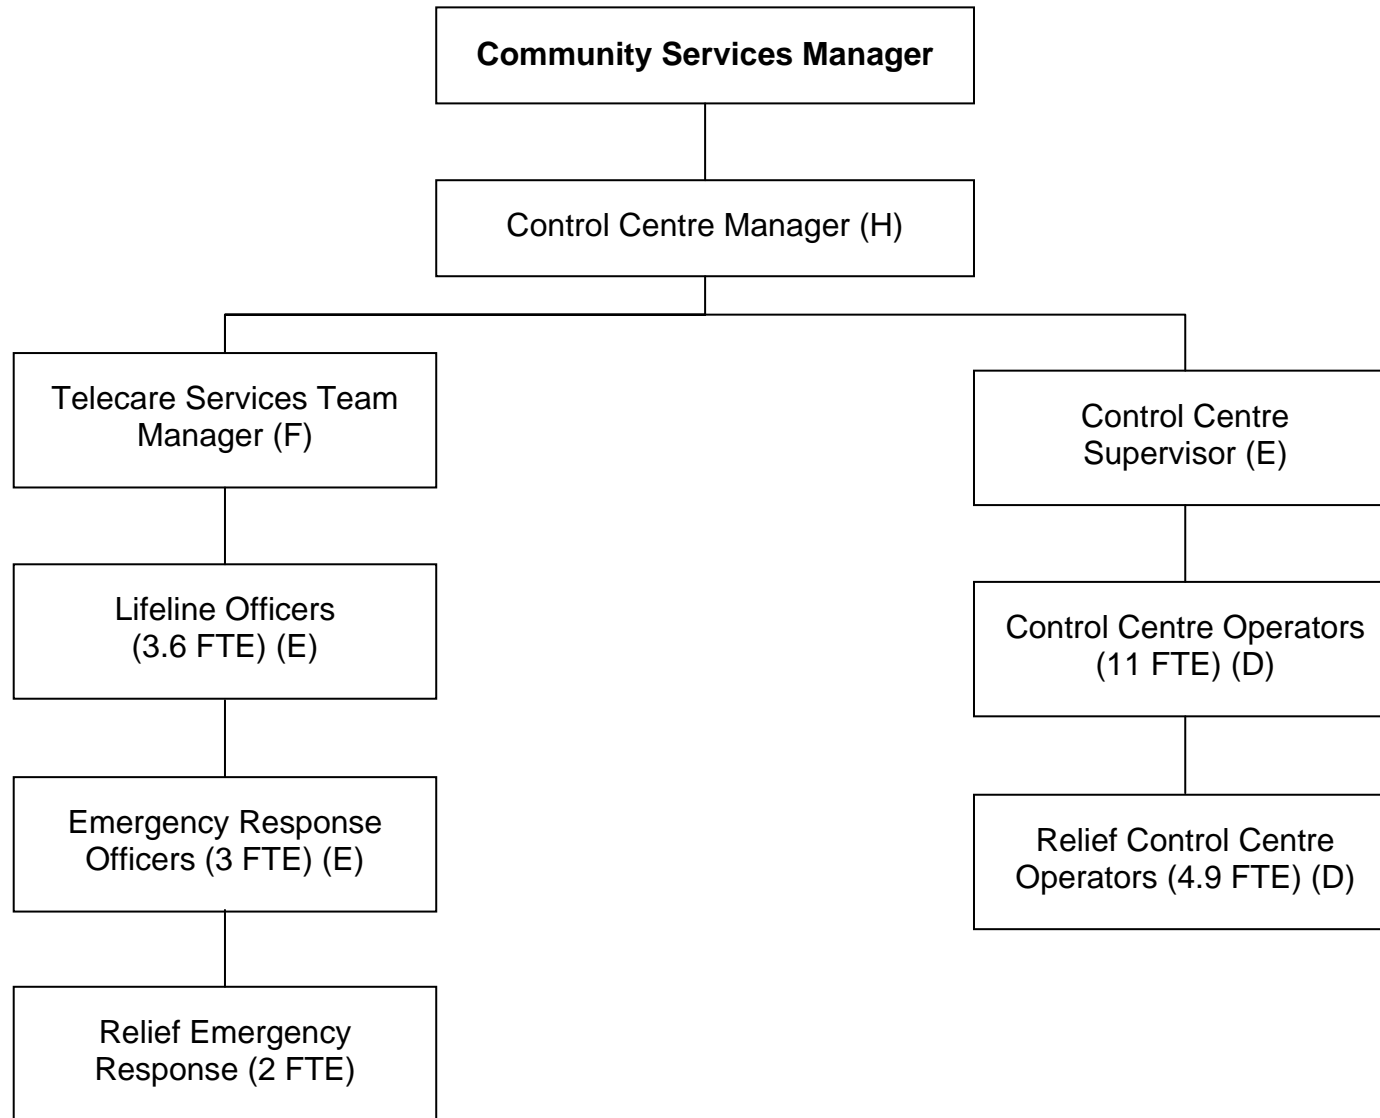 Community Services Manager
Control Centre Manager (H)
Telecare Services Team
Manager (F)
Control Centre
Supervisor (E)
Lifeline Officers
(3.6 FTE) (E)
Control Centre Operators
(11 FTE) (D)
Emergency Response
Officers (3 FTE) (E)
Relief Control Centre
Operators (4.9 FTE) (D)
Relief Emergency
Response (2 FTE)